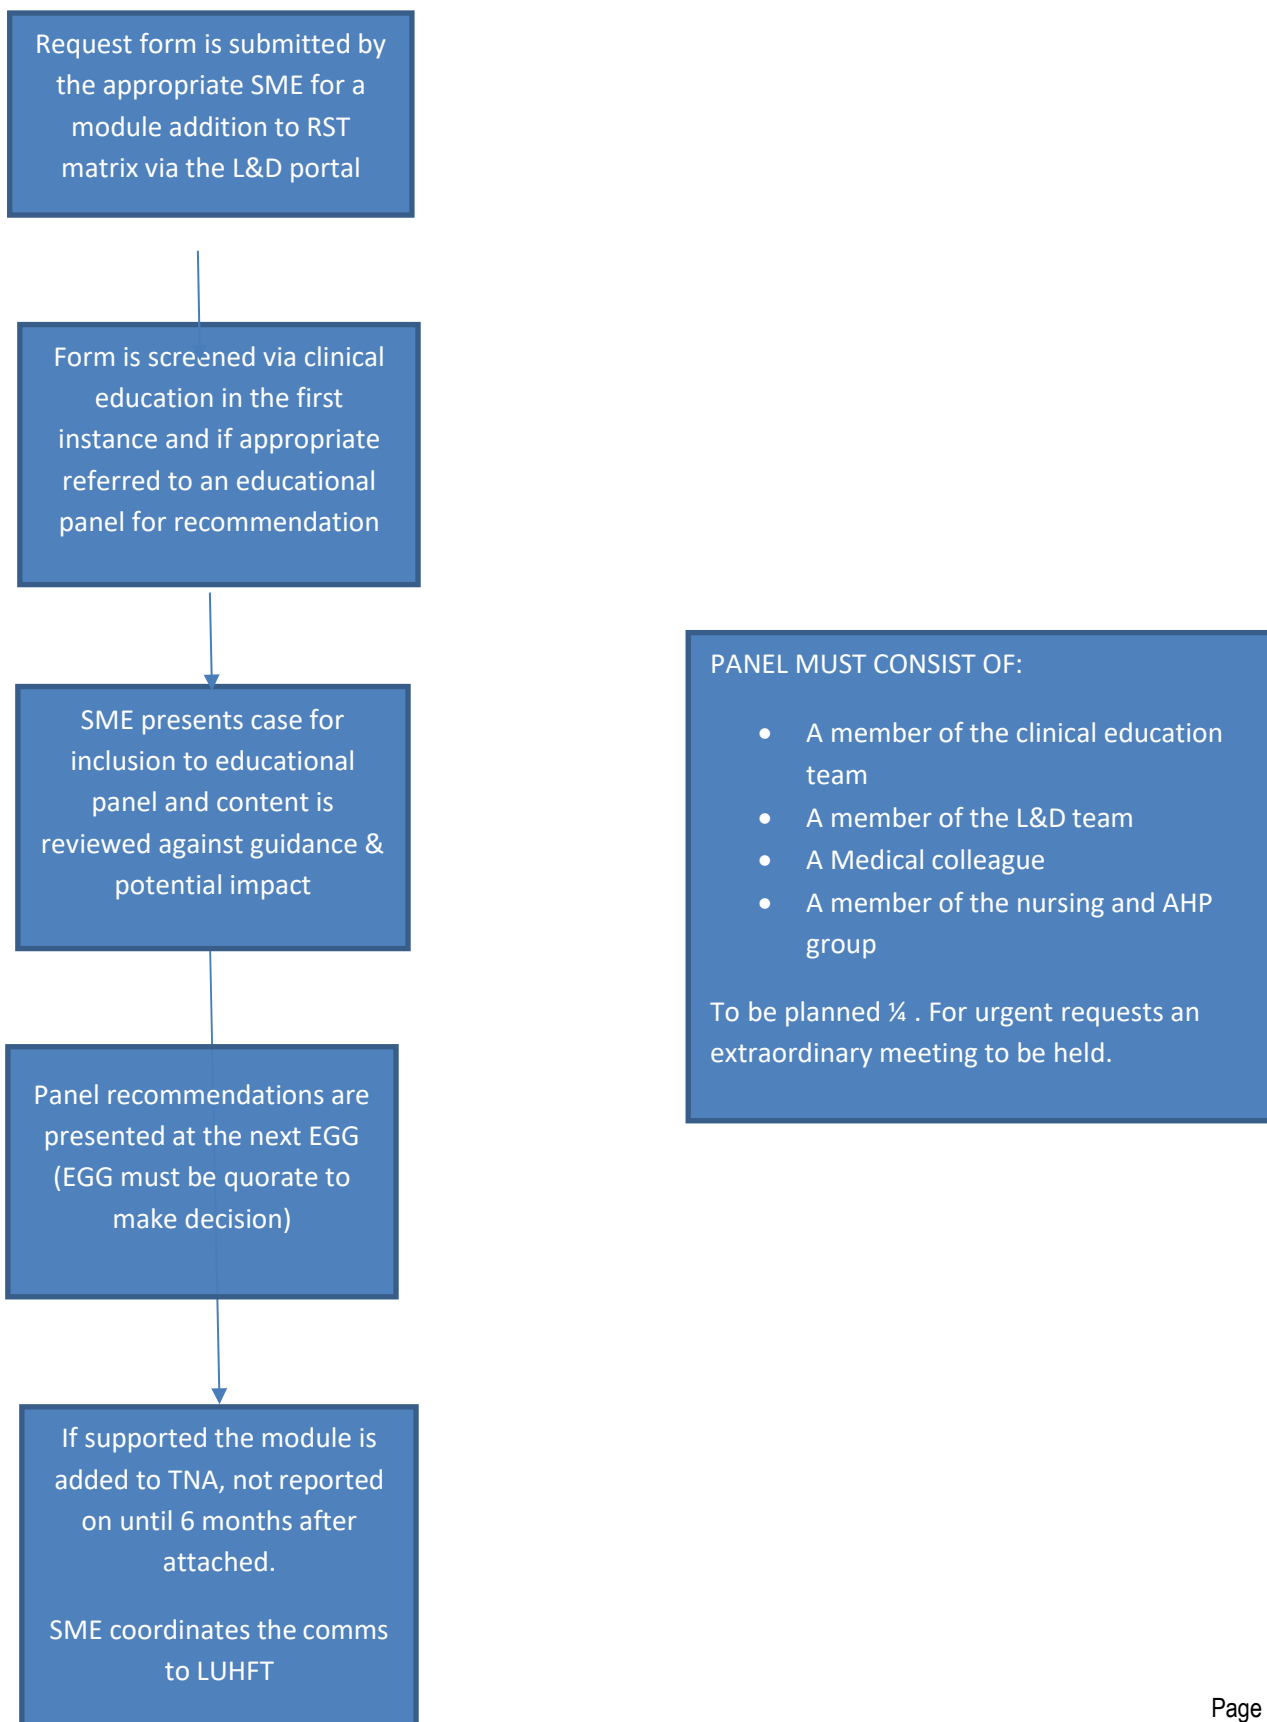 Request form is submitted by
the appropriate SME for a
module addition to RST
matrix via the L&D portal
Form is screened via clinical
education in the first
instance and if appropriate
referred to an educational
panel for recommendation
SME presents case for
inclusion to educational
panel and content is
reviewed against guidance &
potential impact
Panel recommendations are
presented at the next EGG
(EGG must be quorate to
make decision)
If supported the module is
added to TNA, not reported
on until 6 months after
attached.
SME coordinates the comms
to LUHFT
PANEL MUST CONSIST OF:
• A member of the clinical education
team
• A member of the L&D team
• A Medical colleague
• A member of the nursing and AHP
group
To be planned ¼ . For urgent requests an
extraordinary meeting to be held.
Page